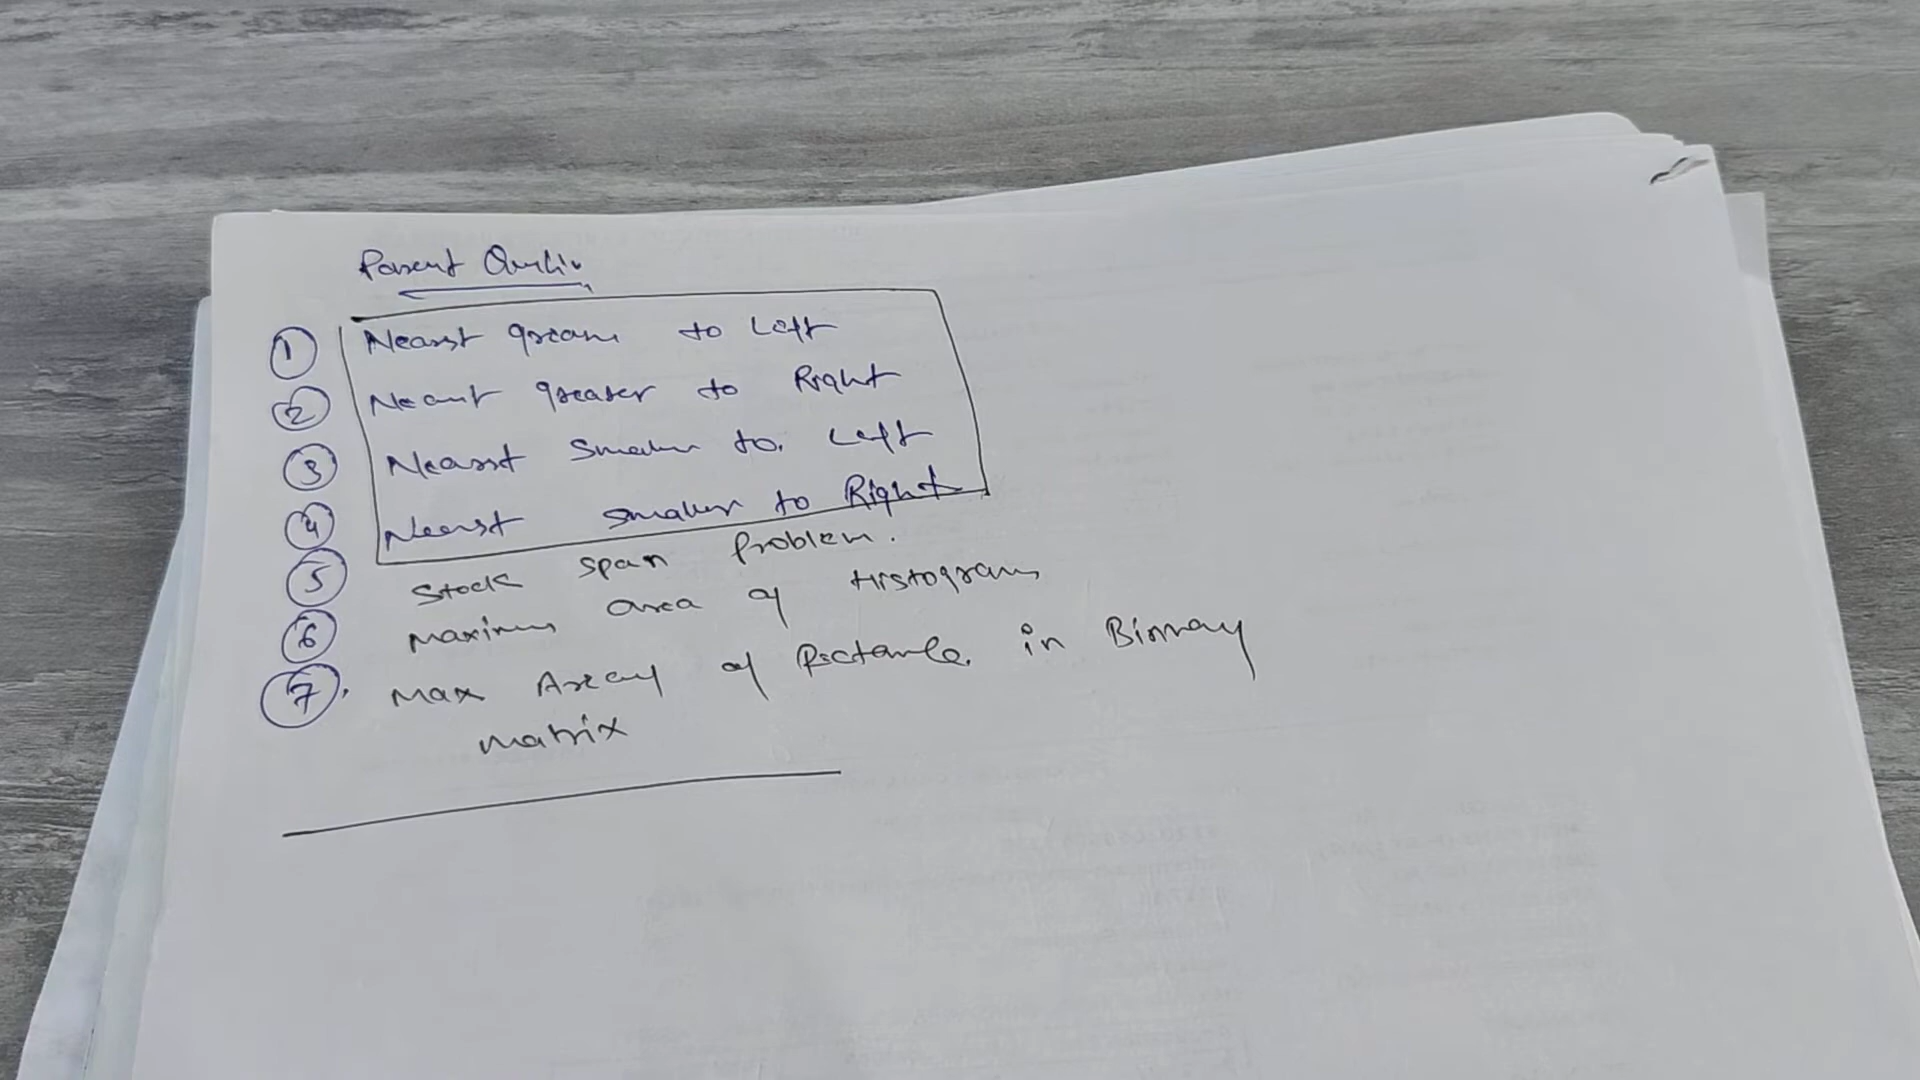 Parent Question
① Nearest greater to Left
② Nearest greater to Right
③ Nearest Smaller to. Left
④ Nearest smaller to Right
⑤ Stock span Problem.
⑥ Maximum area of Histogram
⑦. Max Area of Rectangle. in Binary
matrix